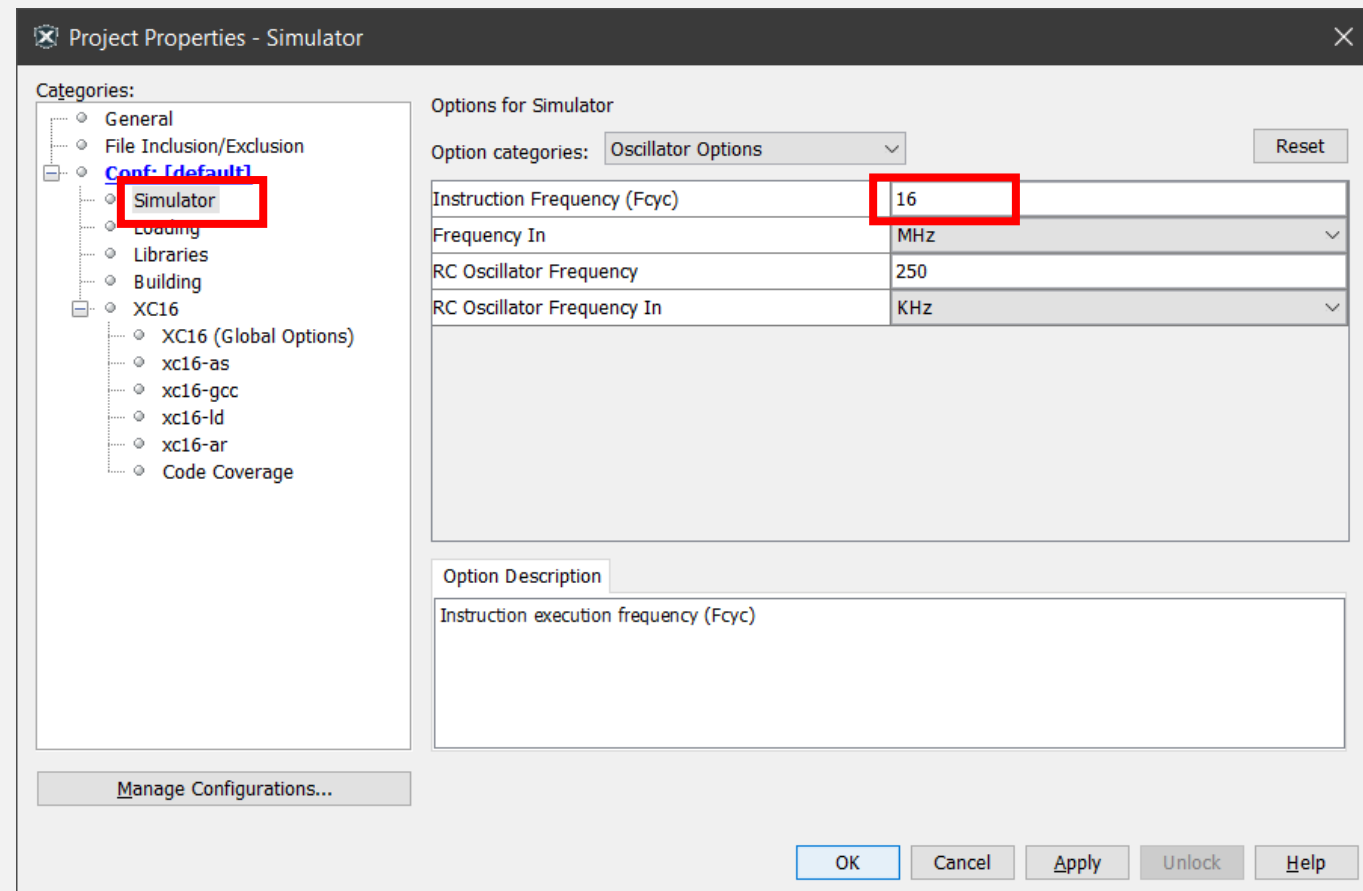 Project Properties - Simulator
Categories:
General
File Inclusion/Exclusion
Conf: [default]
Simulator
Loading
Libraries
Building
XC16
XC16 (Global Options)
xc16-as
xc16-gcc
xc16-ld
xc16-ar
Code Coverage
Manage Configurations...
Options for Simulator
Option categories: Oscillator Options Reset
Instruction Frequency (Fcyc) 16
Frequency In MHz
RC Oscillator Frequency 250
RC Oscillator Frequency In KHz
Option Description
Instruction execution frequency (Fcyc)
OK Cancel Apply Unlock Help